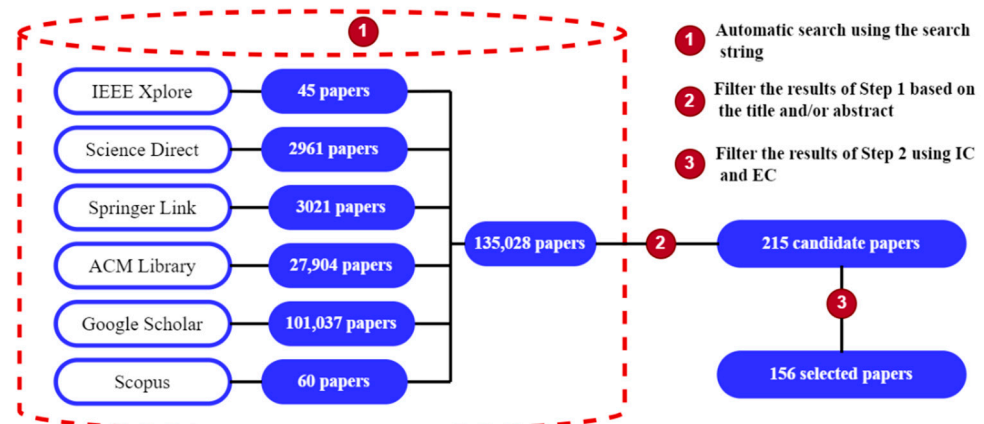 1
IEEE Xplore
45 papers
Science Direct
2961 papers
Springer Link
3021 papers
ACM Library
27,904 papers
Google Scholar
101,037 papers
Scopus
60 papers
135,028 papers
2
215 candidate papers
3
156 selected papers
1
Automatic search using the search
string
2
Filter the results of Step 1 based on
the title and/or abstract
3
Filter the results of Step 2 using IC
and EC